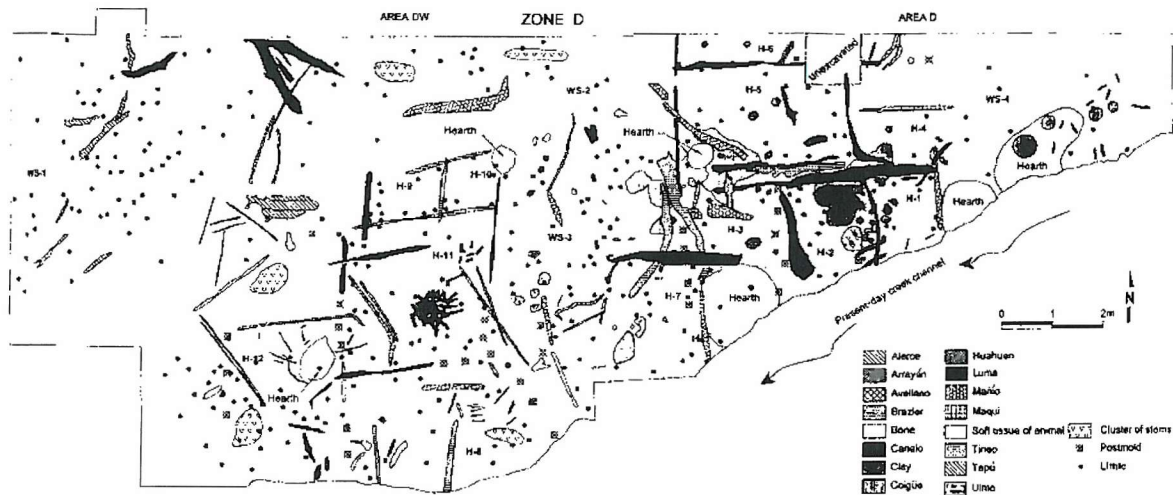 AREA DW ZONE D AREA D
H-6
Unexcavated
H-5
WS-2
WS-4
Hearth Hearth
H-4
Hearth
WS-1
H-9 H-10
H-1
Hearth
WS-3 H-3
H-11 H-2
H-7 Hearth
Present-day creek channel
N
0 1 2m
H-12
Hearth
H-8
Alerce
Arrayán
Avellano
Brazier
Bone
Canelo
Clay
Coigüe
Huahuen
Luma
Mañío
Maqui
Soft tissue of animal
Tineo
Tepú
Ulmo
Cluster of stems
Postmold
Lithic